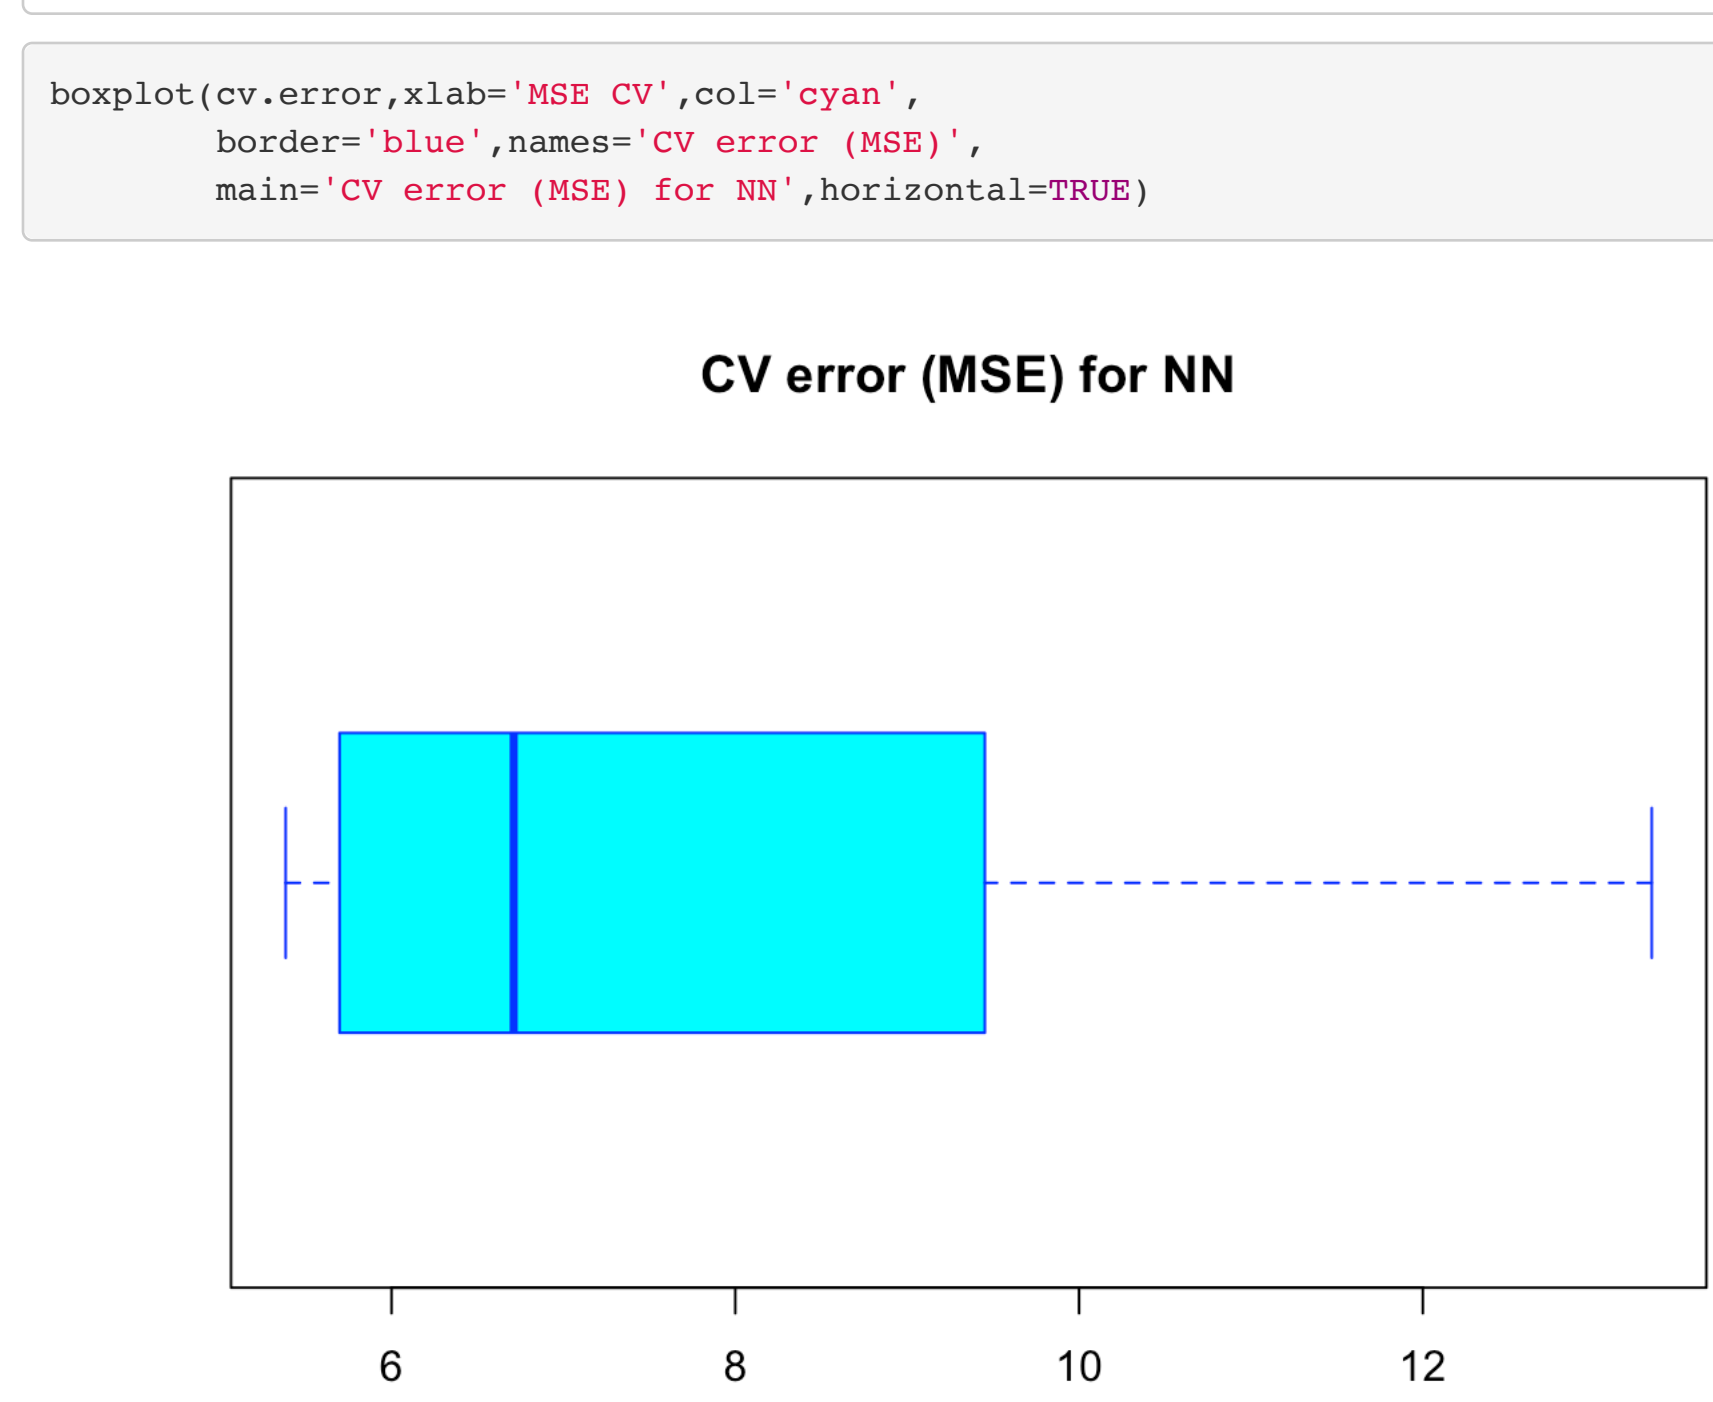 boxplot(cv.error,xlab='MSE CV',col='cyan',
        border='blue',names='CV error (MSE)',
        main='CV error (MSE) for NN',horizontal=TRUE)
CV error (MSE) for NN
6 8 10 12